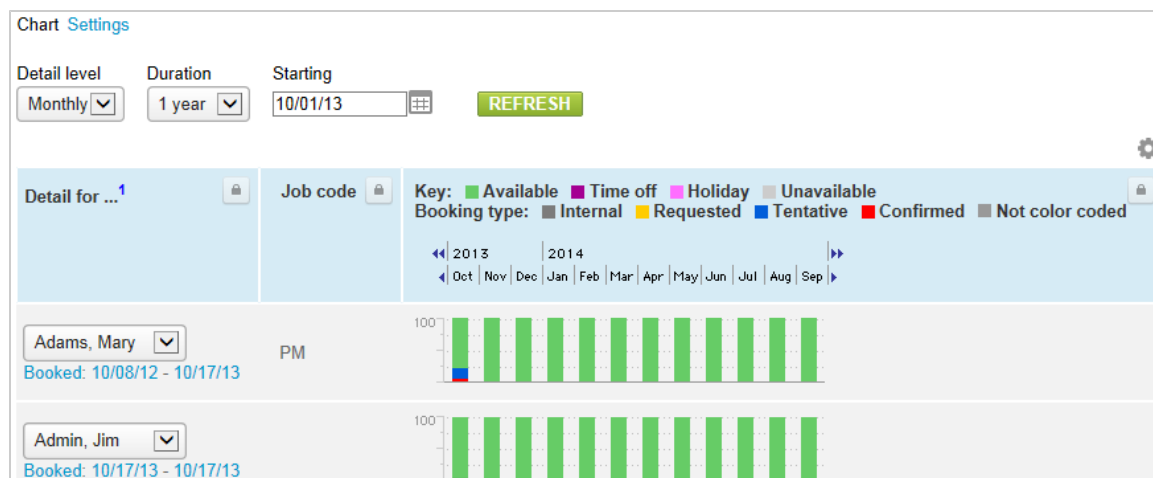 Chart Settings
Detail level Duration Starting
Monthly 1 year 10/01/13 REFRESH
Detail for ...1 Job code Key: Available Time off Holiday Unavailable
Booking type: Internal Requested Tentative Confirmed Not color coded
2013 2014
Oct Nov Dec Jan Feb Mar Apr May Jun Jul Aug Sep
100
Adams, Mary PM
Booked: 10/08/12 - 10/17/13
100
Admin, Jim
Booked: 10/17/13 - 10/17/13